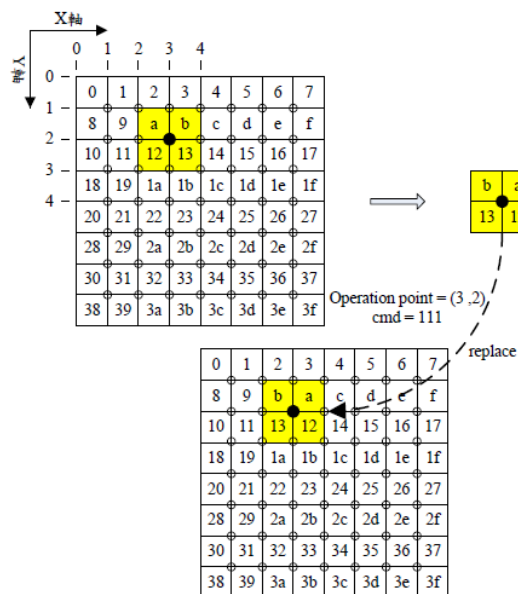 X軸
0 1 2 3 4
Y軸
0
1
2
3
4
0 1 2 3 4 5 6 7
8 9 a b c d e f
10 11 12 13 14 15 16 17
18 19 1a 1b 1c 1d 1e 1f
20 21 22 23 24 25 26 27
28 29 2a 2b 2c 2d 2e 2f
30 31 32 33 34 35 36 37
38 39 3a 3b 3c 3d 3e 3f
b a
13
Operation point = (3 ,2)
cmd = 111
replace
0 1 2 3 4 5 6 7
8 9 b a c d e f
10 11 13 12 14 15 16 17
18 19 1a 1b 1c 1d 1e 1f
20 21 22 23 24 25 26 27
28 29 2a 2b 2c 2d 2e 2f
30 31 32 33 34 35 36 37
38 39 3a 3b 3c 3d 3e 3f